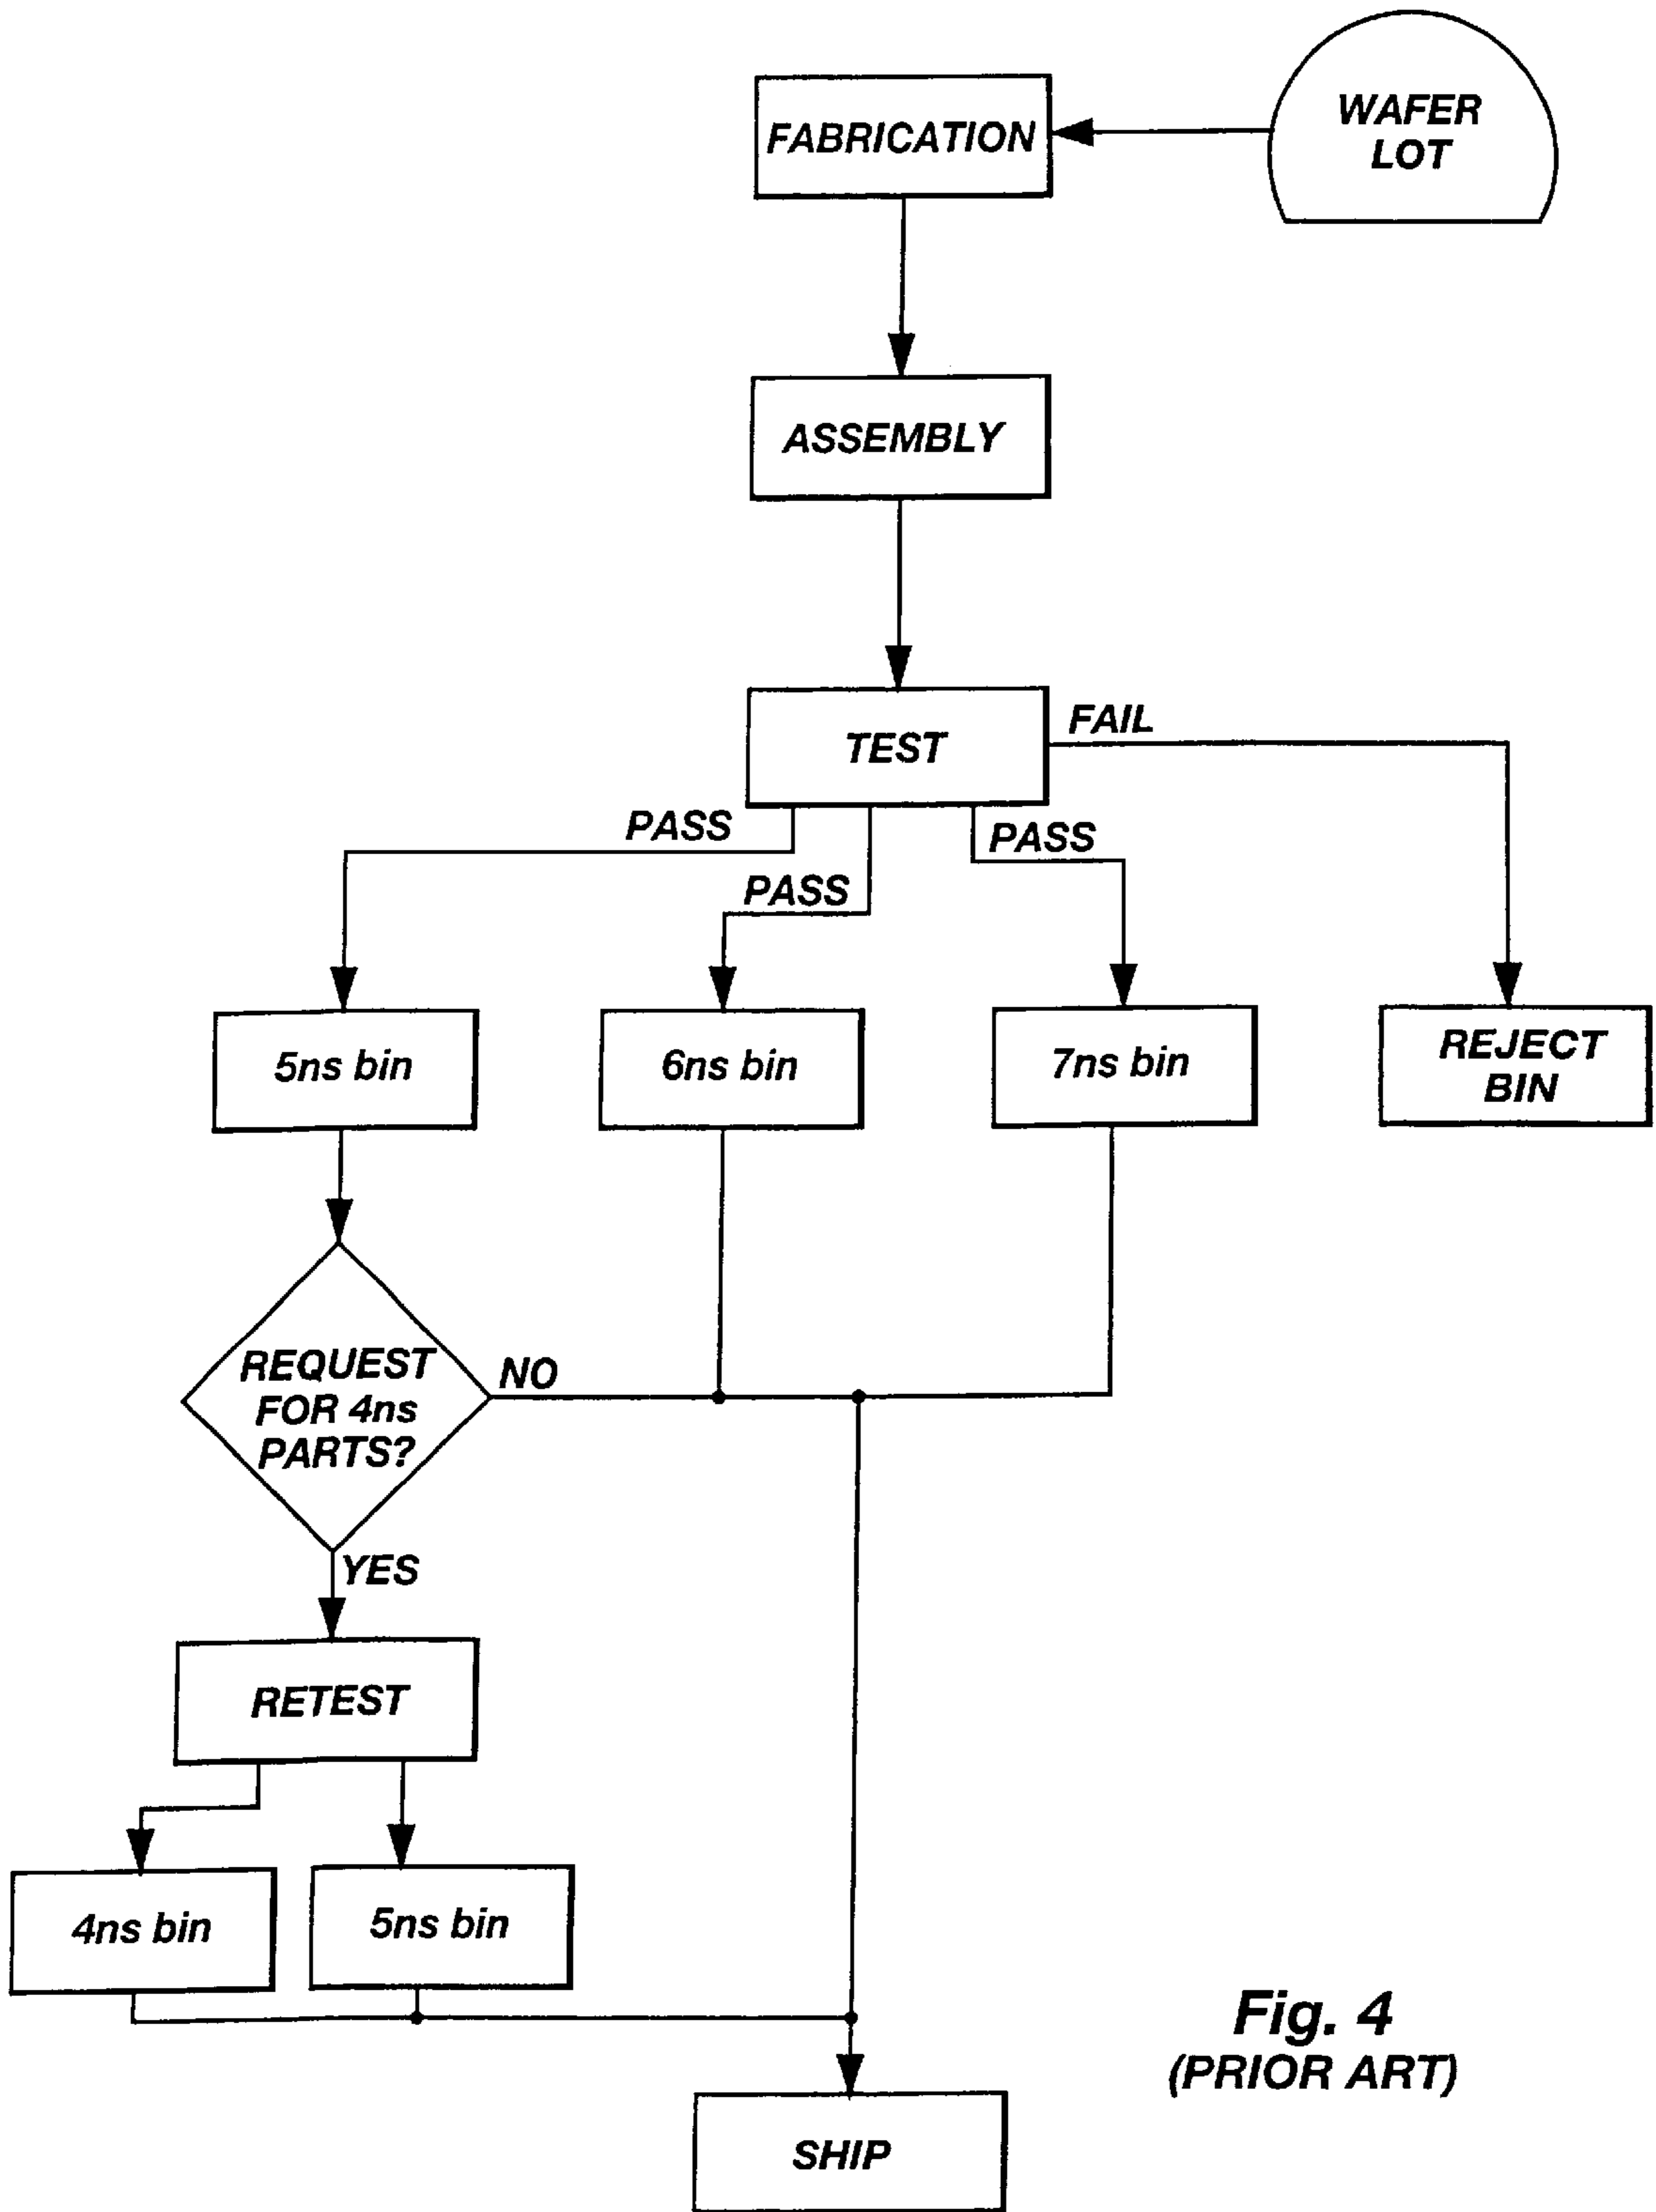 WAFER
LOT
FABRICATION
ASSEMBLY
TEST
FAIL
PASS
PASS
PASS
5ns bin
6ns bin
7ns bin
REJECT
BIN
REQUEST
FOR 4ns
PARTS?
NO
YES
RETEST
4ns bin
5ns bin
SHIP
Fig. 4
(PRIOR ART)